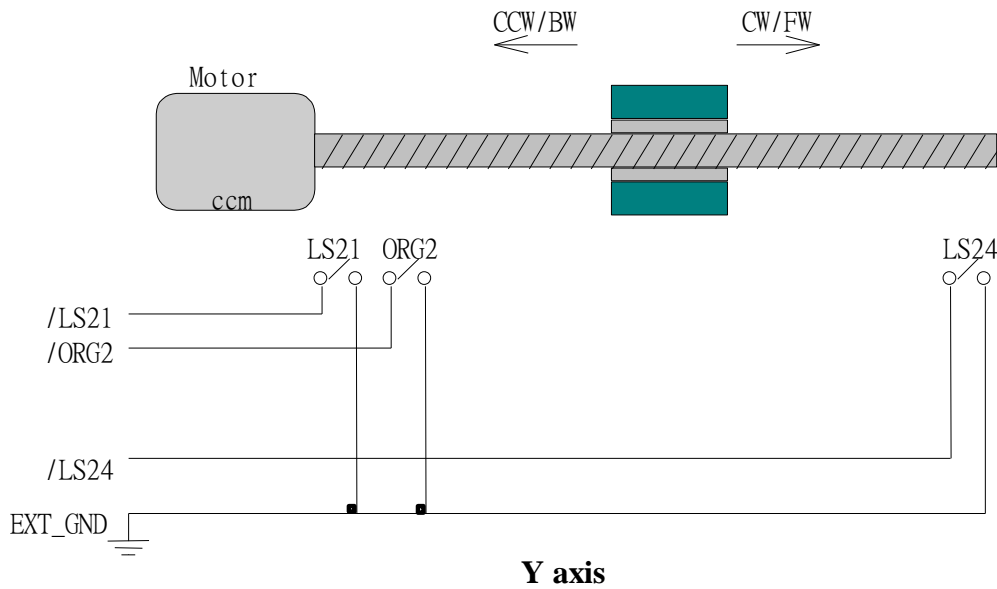 CCW/BW
CW/FW
Motor
ccm
LS21
ORG2
LS24
/LS21
/ORG2
/LS24
EXT_GND
Y axis